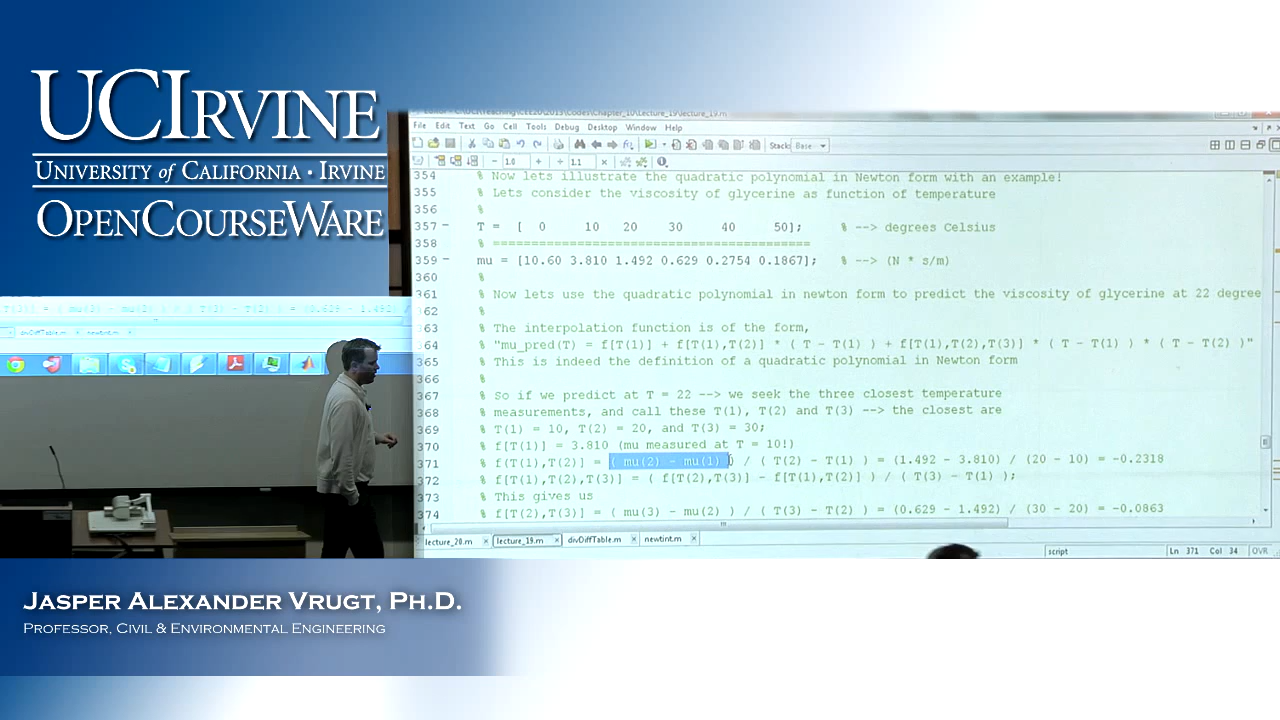 UCIRVINE
UNIVERSITY of CALIFORNIA · IRVINE
OPENCOURSEWARE
File Edit Text Go Cell Tools Debug Desktop Window Help
Stack: Base
1.0 + ÷ 1.1 ×
354 % Now lets illustrate the quadratic polynomial in Newton form with an example!
355 % Lets consider the viscosity of glycerine as function of temperature
356 %
357 - T = [ 0 10 20 30 40 50]; % --> degrees Celsius
358 % ==========================================
359 - mu = [10.60 3.810 1.492 0.629 0.2754 0.1867]; % --> (N * s/m)
360 %
361 % Now lets use the quadratic polynomial in newton form to predict the viscosity of glycerine at 22 degree
362 %
363 % The interpolation function is of the form,
364 % "mu_pred(T) = f[T(1)] + f[T(1),T(2)] * ( T - T(1) ) + f[T(1),T(2),T(3)] * ( T - T(1) ) * ( T - T(2) )"
365 % This is indeed the definition of a quadratic polynomial in Newton form
366 %
367 % So if we predict at T = 22 --> we seek the three closest temperature
368 % measurements, and call these T(1), T(2) and T(3) --> the closest are
369 % T(1) = 10, T(2) = 20, and T(3) = 30;
370 % f[T(1)] = 3.810 (mu measured at T = 10!)
371 % f[T(1),T(2)] = ( mu(2) - mu(1) ) / ( T(2) - T(1) ) = (1.492 - 3.810) / (20 - 10) = -0.2318
372 % f[T(1),T(2),T(3)] = ( f[T(2),T(3)] - f[T(1),T(2)] ) / ( T(3) - T(1) );
373 % This gives us
374 % f[T(2),T(3)] = ( mu(3) - mu(2) ) / ( T(3) - T(2) ) = (0.629 - 1.492) / (30 - 20) = -0.0863
lecture_20.m × lecture_19.m × divDiffTable.m × newtint.m ×
script Ln 371 Col 34 OVR
divDiffTable.m × newtint.m ×
JASPER ALEXANDER VRUGT, PH.D.
PROFESSOR, CIVIL & ENVIRONMENTAL ENGINEERING